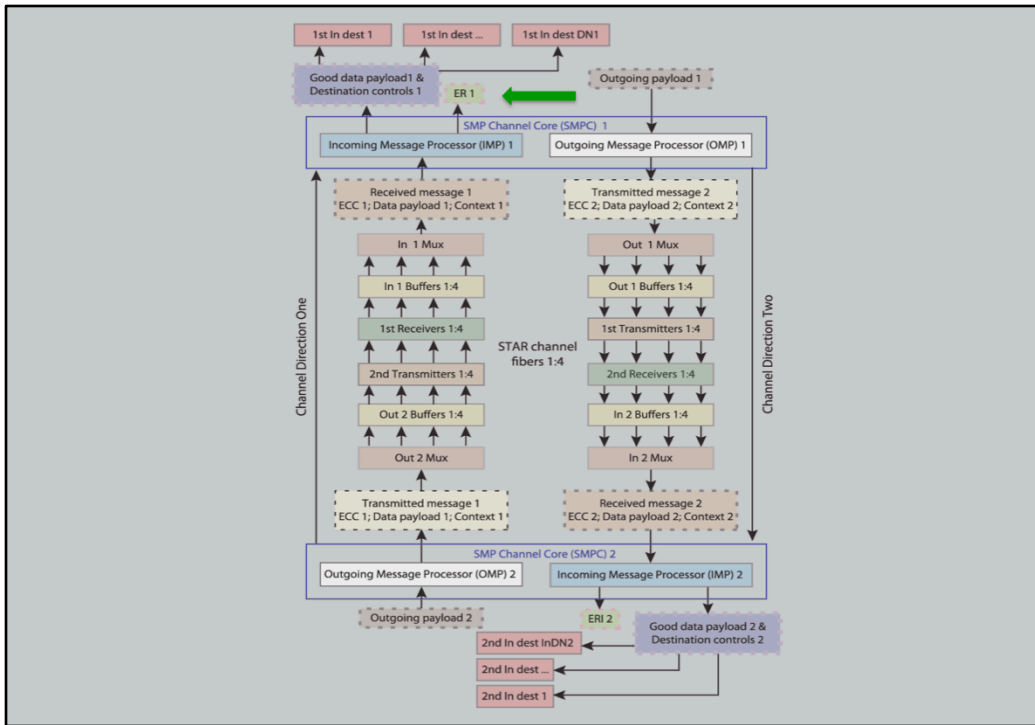 1st In dest 1
1st In dest ...
1st In dest DN1
Good data payload1 &
Destination controls 1
ER 1
Outgoing payload 1
SMP Channel Core (SMPC) 1
Incoming Message Processor (IMP) 1
Outgoing Message Processor (OMP) 1
Received message 1
ECC 1; Data payload 1; Context 1
Transmitted message 2
ECC 2; Data payload 2; Context 2
In 1 Mux
Out 1 Mux
In 1 Buffers 1:4
Out 1 Buffers 1:4
1st Receivers 1:4
1st Transmitters 1:4
Channel Direction One
STAR channel
fibers 1:4
Channel Direction Two
2nd Transmitters 1:4
2nd Receivers 1:4
Out 2 Buffers 1:4
In 2 Buffers 1:4
Out 2 Mux
In 2 Mux
Transmitted message 1
ECC 1; Data payload 1; Context 1
Received message 2
ECC 2; Data payload 2; Context 2
SMP Channel Core (SMPC) 2
Outgoing Message Processor (OMP) 2
Incoming Message Processor (IMP) 2
Outgoing payload 2
ERI 2
Good data payload 2 &
Destination controls 2
2nd In dest InDN2
2nd In dest ...
2nd In dest 1